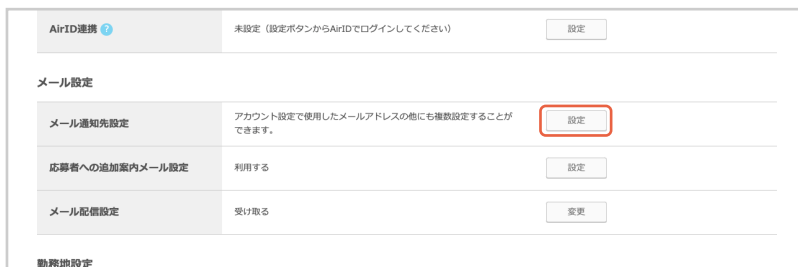 AirID連携 ?
未設定（設定ボタンからAirIDでログインしてください）
設定
メール設定
メール通知先設定
アカウント設定で使用したメールアドレスの他にも複数設定することが
できます。
設定
応募者への追加案内メール設定
利用する
設定
メール配信設定
受け取る
変更
勤務地設定